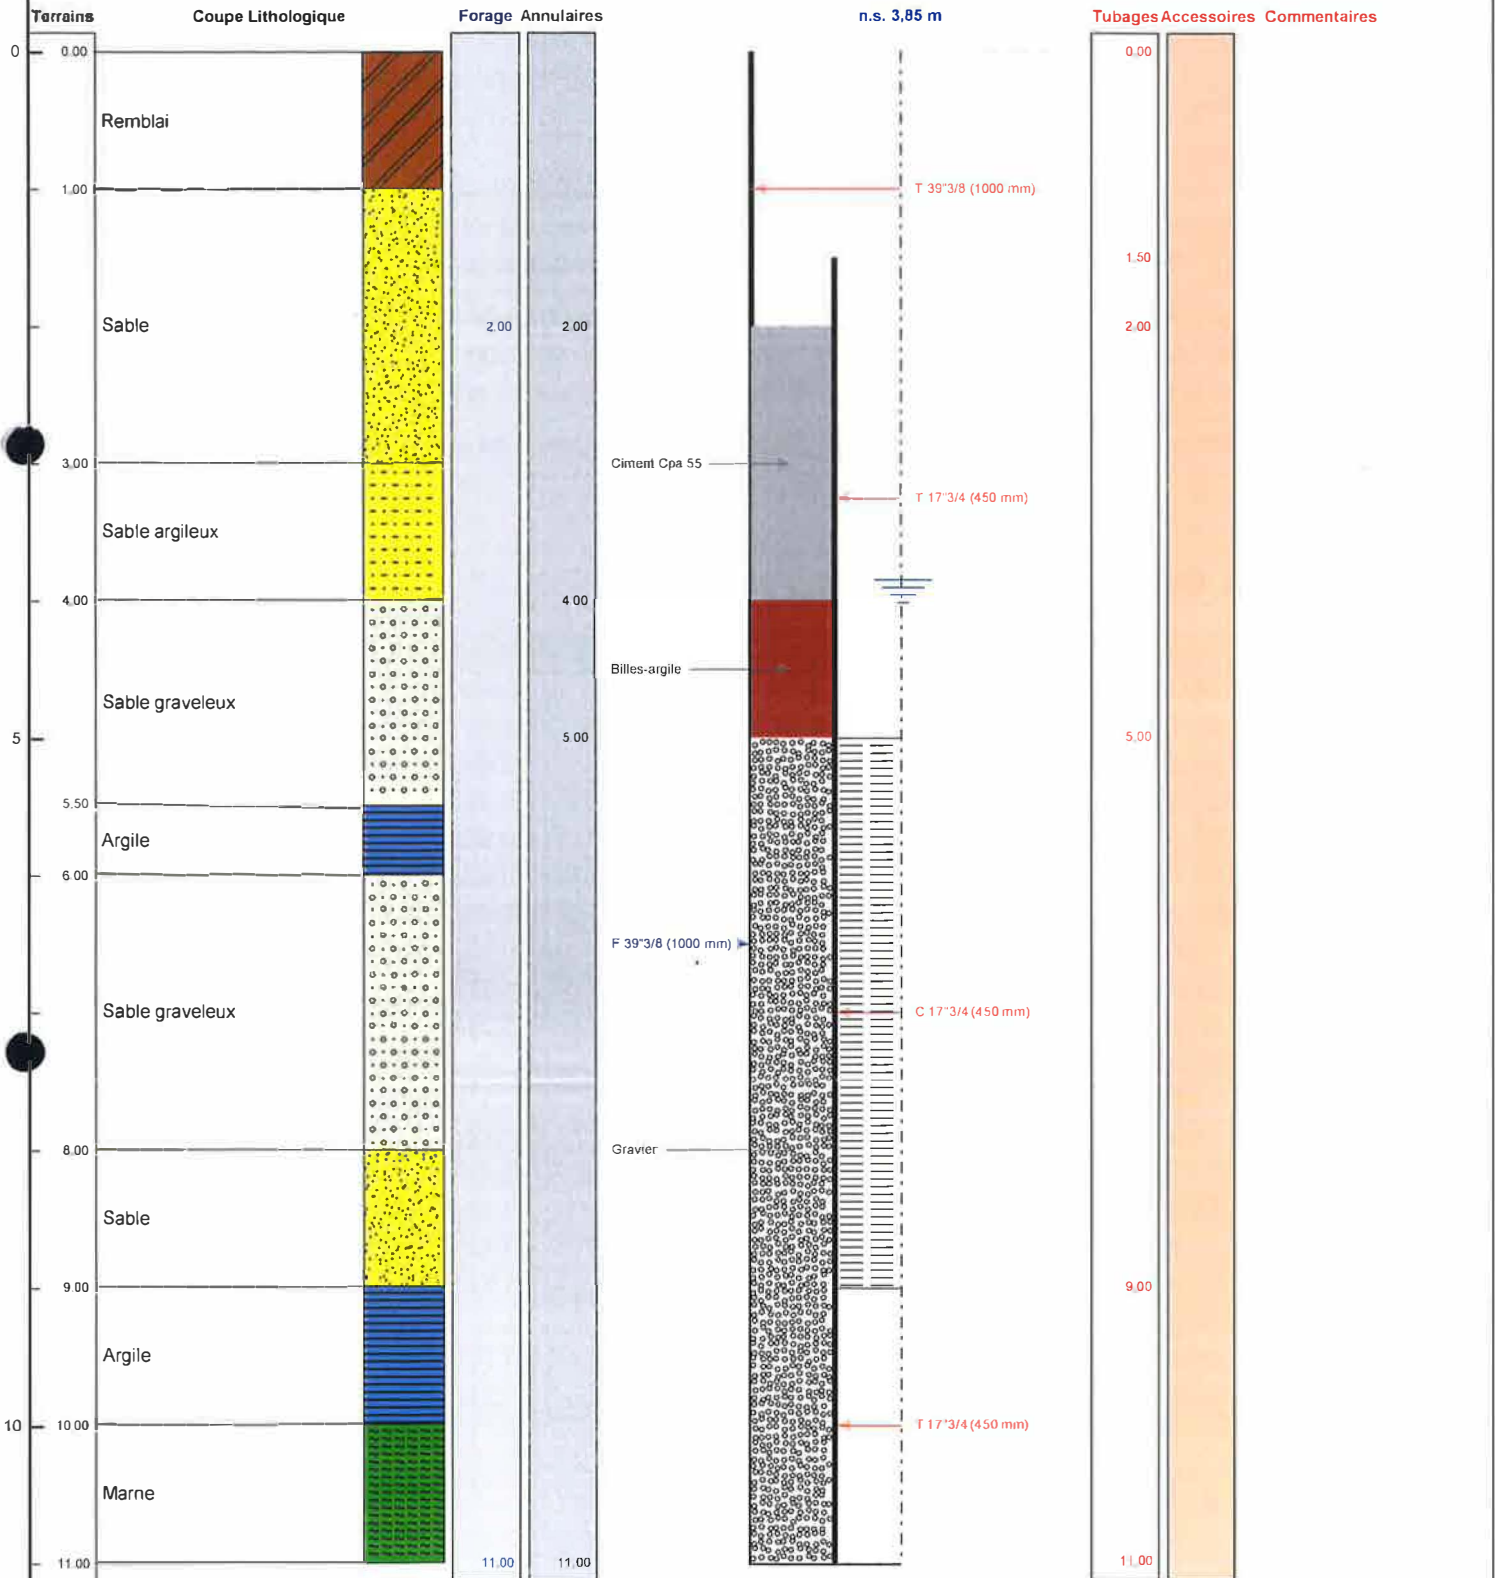 Terrains Coupe Lithologique Forage Annulaires n.s. 3,85 m Tubages Accessoires Commentaires
0 0.00 0.00
Remblai
1.00 T 39"3/8 (1000 mm)
1.50
Sable 2.00 2.00 2.00
3.00 Ciment Cpa 55
T 17"3/4 (450 mm)
Sable argileux
4.00 4.00
Billes-argile
Sable graveleux
5 5.00 5.00
5.50
Argile
6.00
F 39"3/8 (1000 mm)
Sable graveleux C 17"3/4 (450 mm)
8.00 Gravier
Sable
9.00 9.00
Argile
10 10.00 T 17"3/4 (450 mm)
Marne
11.00 11.00 11.00 11.00